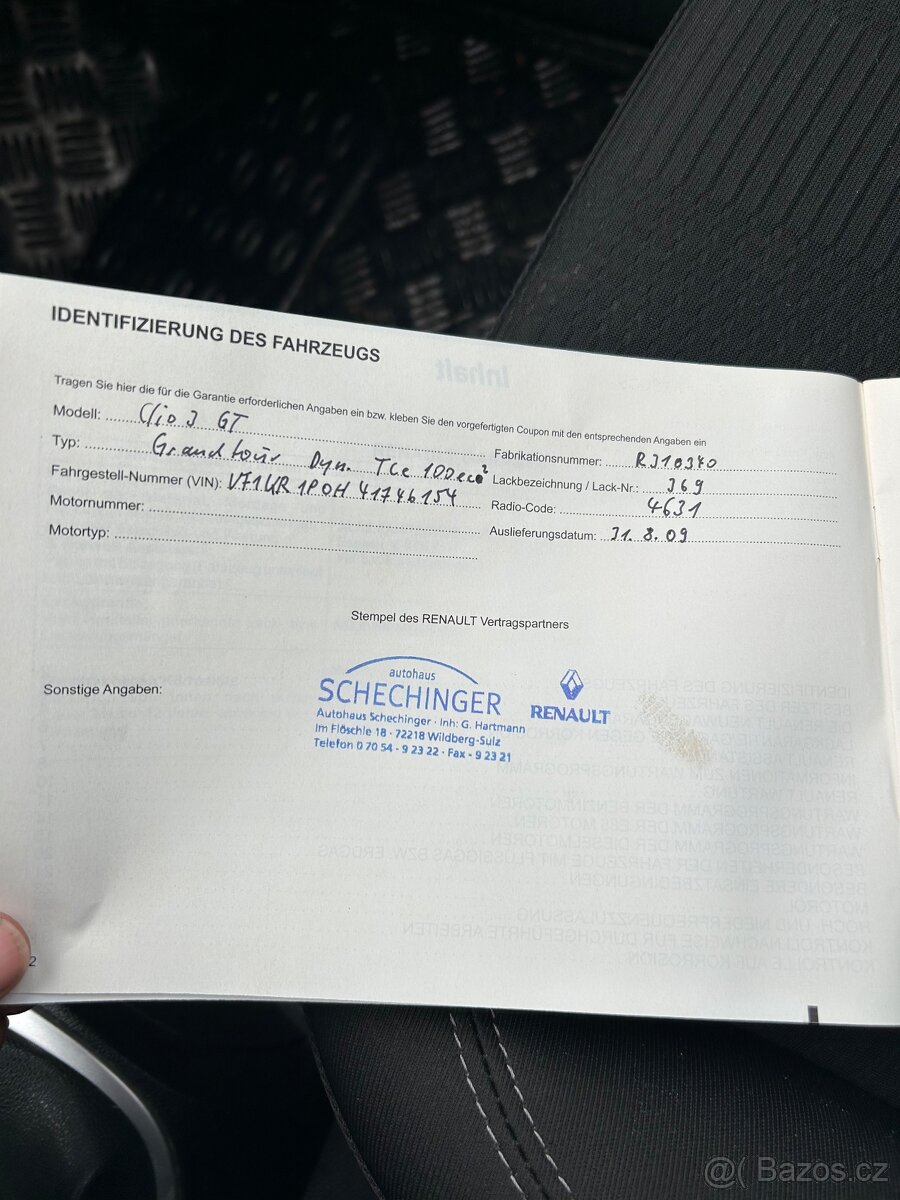 IDENTIFIZIERUNG DES FAHRZEUGS
Tragen Sie hier die für die Garantie erforderlichen Angaben ein bzw. kleben Sie den vorgefertigten Coupon mit den entsprechenden Angaben ein
Modell: Clio 3 GT
Typ: Grandtour Dyn. TCe 100 eco²
Fahrgestell-Nummer (VIN):
Motornummer:
Motortyp:
Fabrikationsnummer: R310340
Lackbezeichnung / Lack-Nr.: 369
Radio-Code: 4631
Auslieferungsdatum: 31. 8. 09
Stempel des RENAULT Vertragspartners
Sonstige Angaben:
autohaus
SCHECHINGER
Autohaus Schechinger · Inh: G. Hartmann
Im Flöschle 18 · 72218 Wildberg-Sulz
Telefon 0 70 54 - 9 23 22 · Fax - 9 23 21
RENAULT
2
Bazos.cz